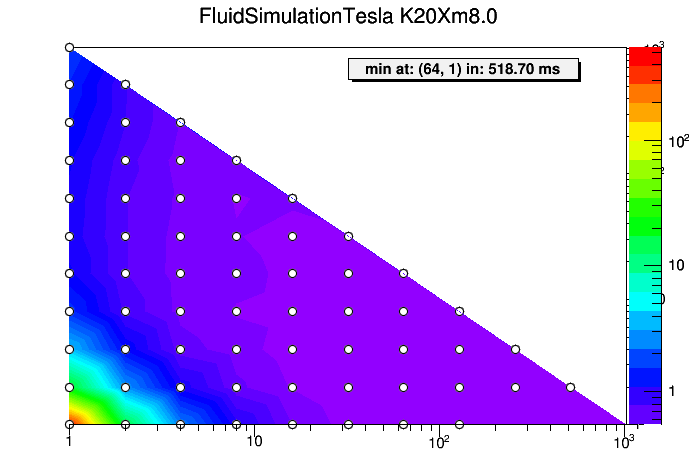 FluidSimulationTesla K20Xm8.0
min at: (64, 1) in: 518.70 ms
10³
10²
10
1
1 10 10² 10³